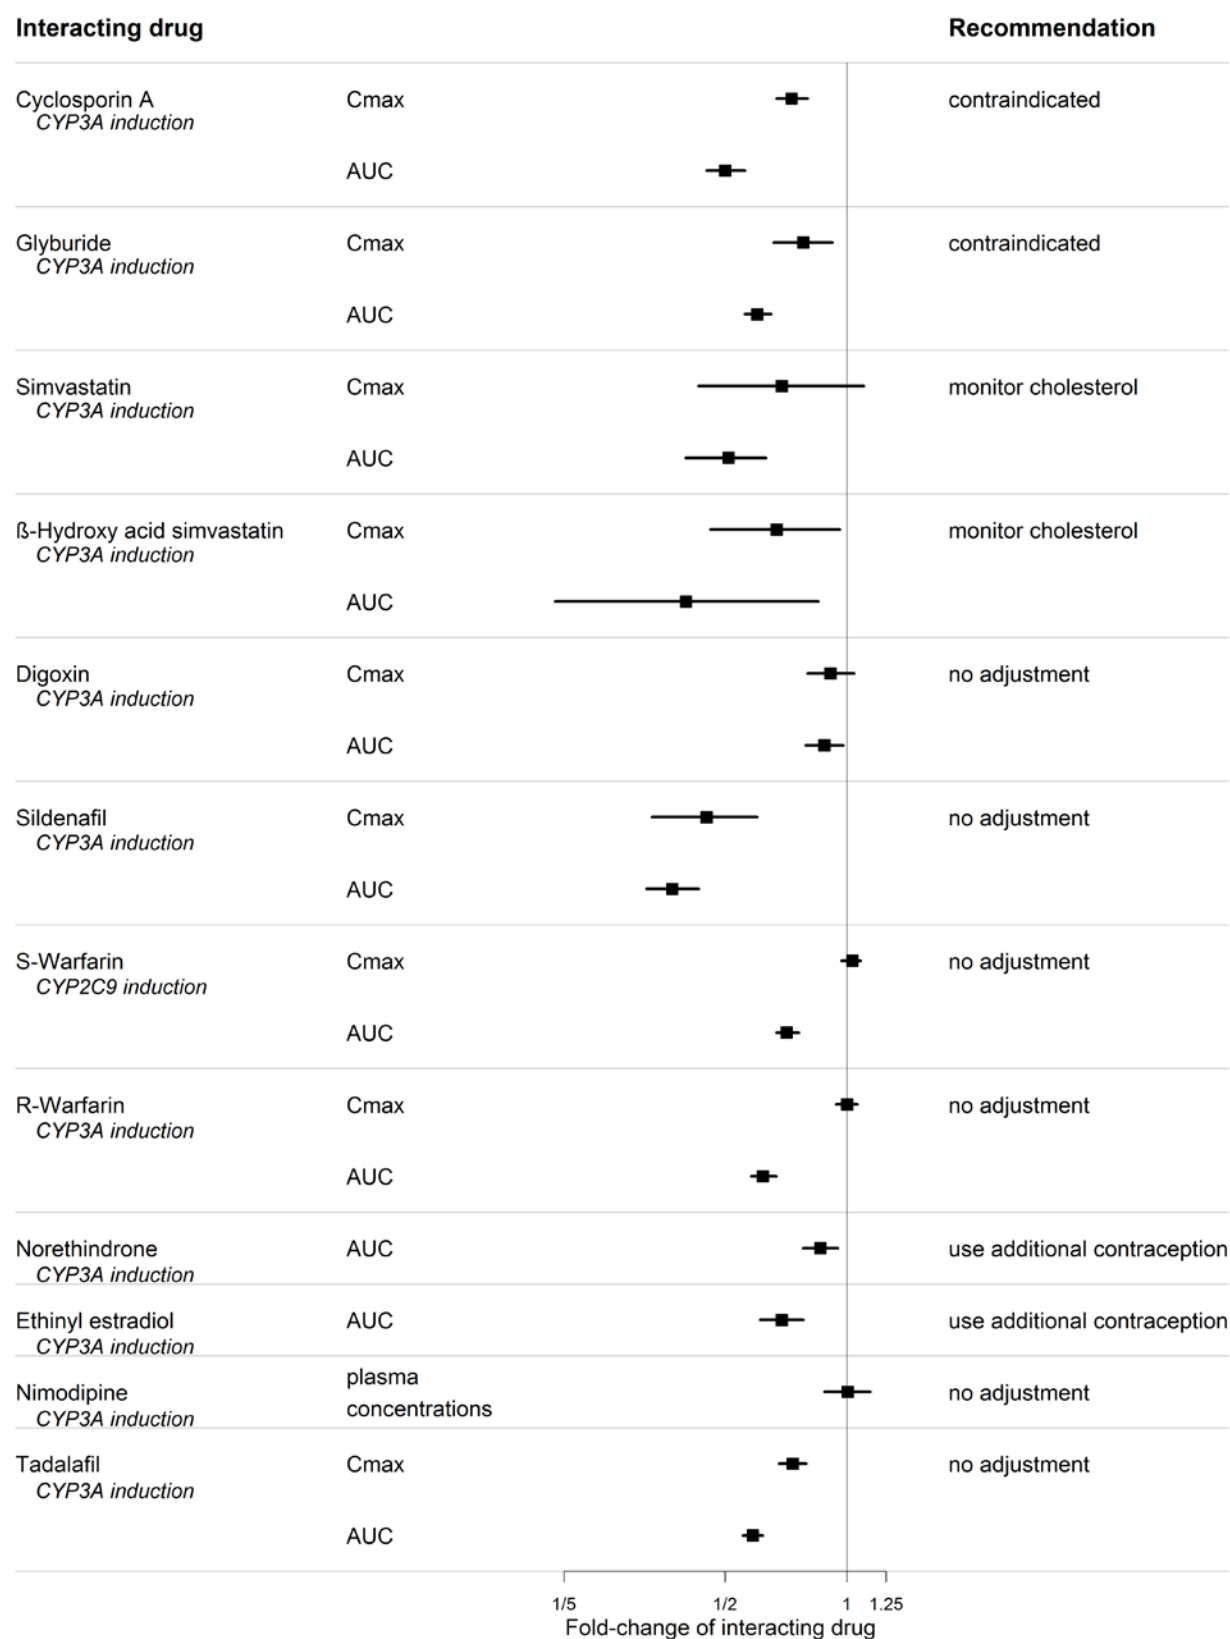 Interacting drug Recommendation
Cyclosporin A Cmax contraindicated
CYP3A induction
AUC
Glyburide Cmax contraindicated
CYP3A induction
AUC
Simvastatin Cmax monitor cholesterol
CYP3A induction
AUC
ß-Hydroxy acid simvastatin Cmax monitor cholesterol
CYP3A induction
AUC
Digoxin Cmax no adjustment
CYP3A induction
AUC
Sildenafil Cmax no adjustment
CYP3A induction
AUC
S-Warfarin Cmax no adjustment
CYP2C9 induction
AUC
R-Warfarin Cmax no adjustment
CYP3A induction
AUC
Norethindrone AUC use additional contraception
CYP3A induction
Ethinyl estradiol AUC use additional contraception
CYP3A induction
plasma
Nimodipine no adjustment
concentrations
CYP3A induction
Tadalafil Cmax no adjustment
CYP3A induction
AUC
1/5 1/2 1 1.25
Fold-change of interacting drug